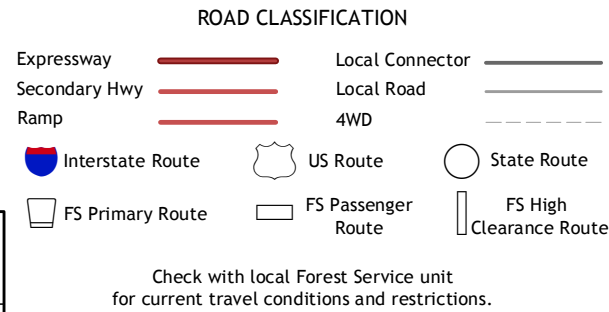 ROAD CLASSIFICATION
Expressway
Local Connector
Secondary Hwy
Local Road
Ramp
4WD
Interstate Route
US Route
State Route
FS Primary Route
FS Passenger
Route
FS High
Clearance Route
Check with local Forest Service unit
for current travel conditions and restrictions.